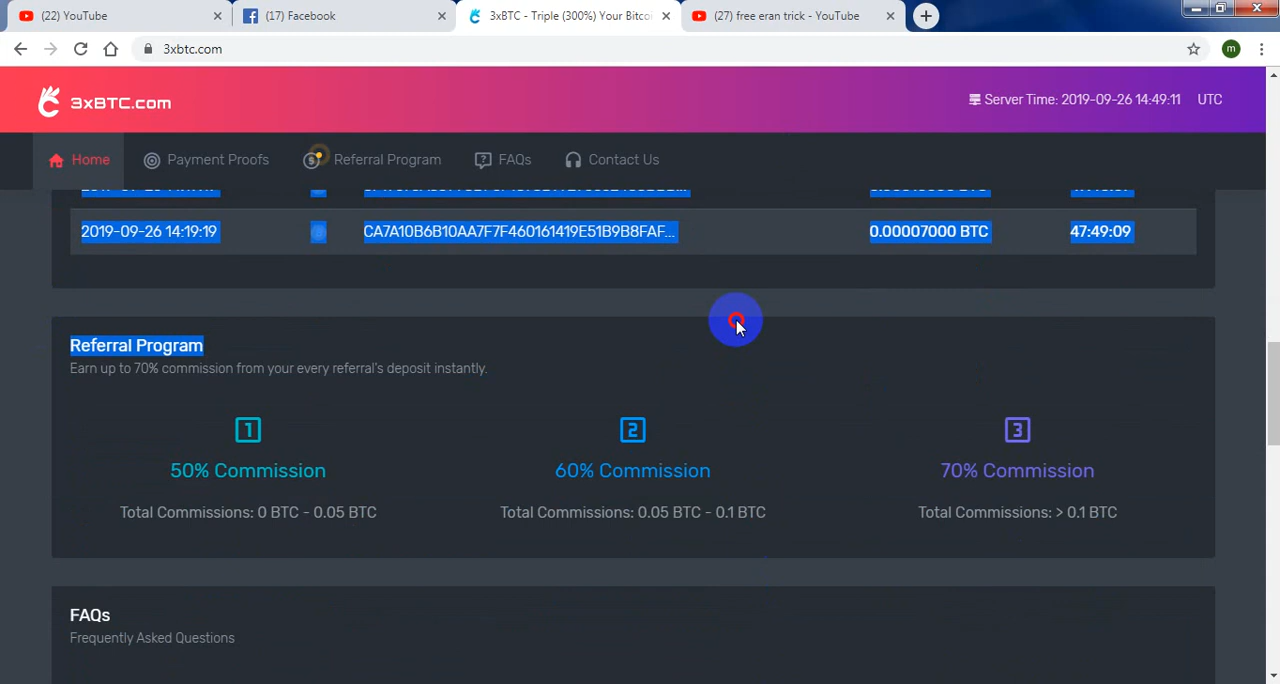 (22) YouTube
(17) Facebook
3xBTC - Triple (300%) Your Bitcoi
(27) free eran trick - YouTube
3xbtc.com
m
3xBTC.com
Server Time: 2019-09-26 14:49:11 UTC
Home
Payment Proofs
Referral Program
FAQs
Contact Us
2019-09-26 14:19:19
CA7A10B6B10AA7F7F460161419E51B9B8FAF...
0.00007000 BTC
47:49:09
Referral Program
Earn up to 70% commission from your every referral's deposit instantly.
1
2
3
50% Commission
60% Commission
70% Commission
Total Commissions: 0 BTC - 0.05 BTC
Total Commissions: 0.05 BTC - 0.1 BTC
Total Commissions: > 0.1 BTC
FAQs
Frequently Asked Questions